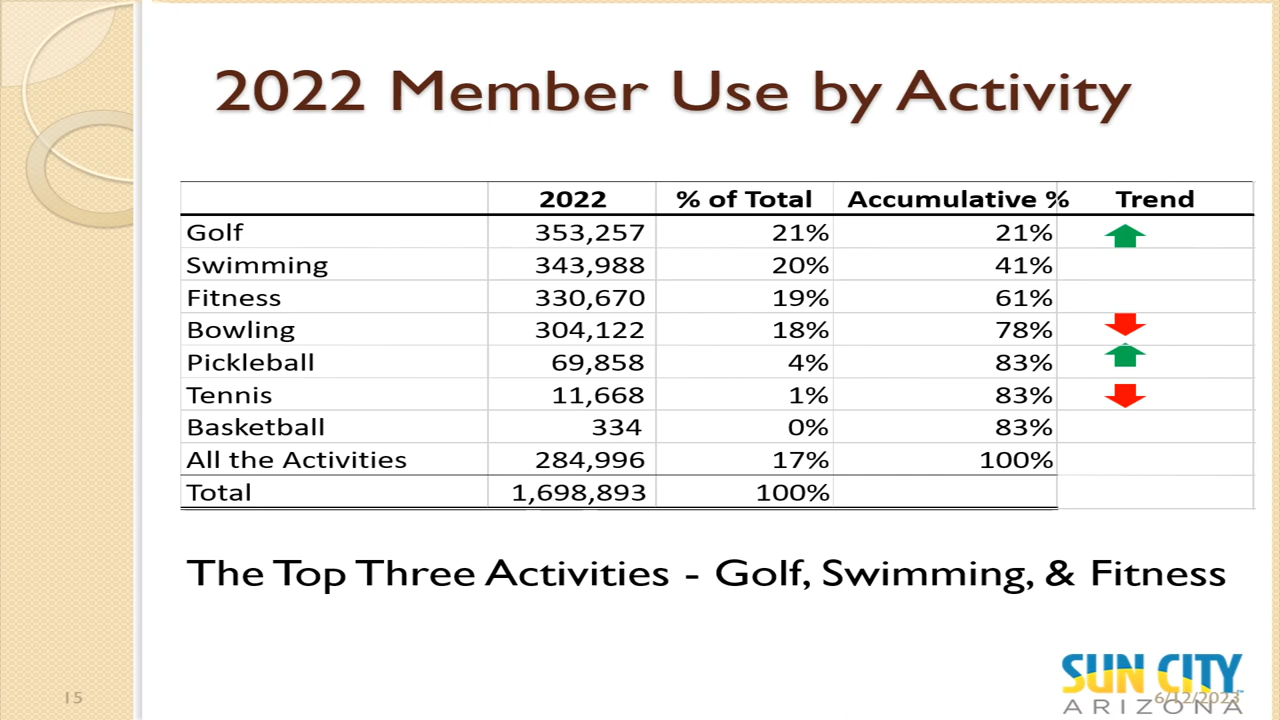 2022 Member Use by Activity
2022 % of Total Accumulative % Trend
Golf 353,257 21% 21%
Swimming 343,988 20% 41%
Fitness 330,670 19% 61%
Bowling 304,122 18% 78%
Pickleball 69,858 4% 83%
Tennis 11,668 1% 83%
Basketball 334 0% 83%
All the Activities 284,996 17% 100%
Total 1,698,893 100%
The Top Three Activities - Golf, Swimming, & Fitness
SUN CITY
ARIZONA
15
6/12/2023